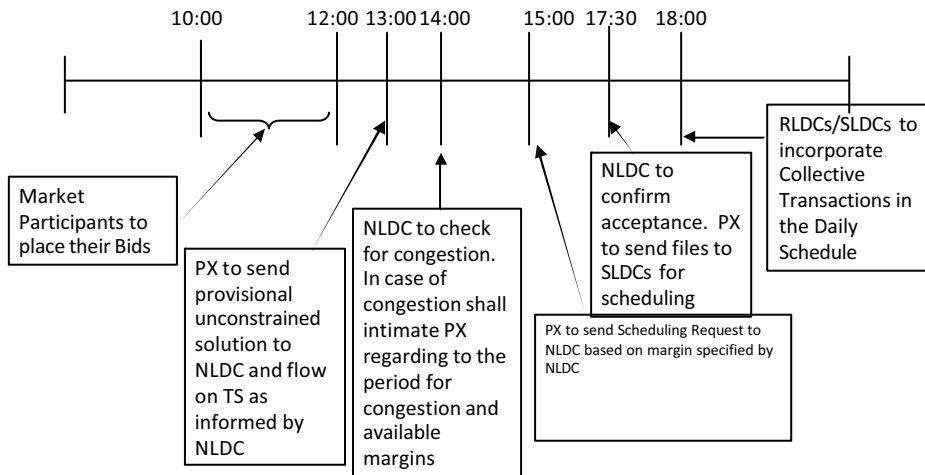 10:00 12:00 13:00 14:00 15:00 17:30 18:00
Market
Participants to
place their Bids
PX to send
provisional
unconstrained
solution to
NLDC and flow
on TS as
informed by
NLDC
NLDC to check
for congestion.
In case of
congestion shall
intimate PX
regarding to the
period for
congestion and
available
margins
PX to send Scheduling Request to
NLDC based on margin specified by
NLDC
NLDC to
confirm
acceptance. PX
to send files to
SLDCs for
scheduling
RLDCs/SLDCs to
incorporate
Collective
Transactions in
the Daily
Schedule